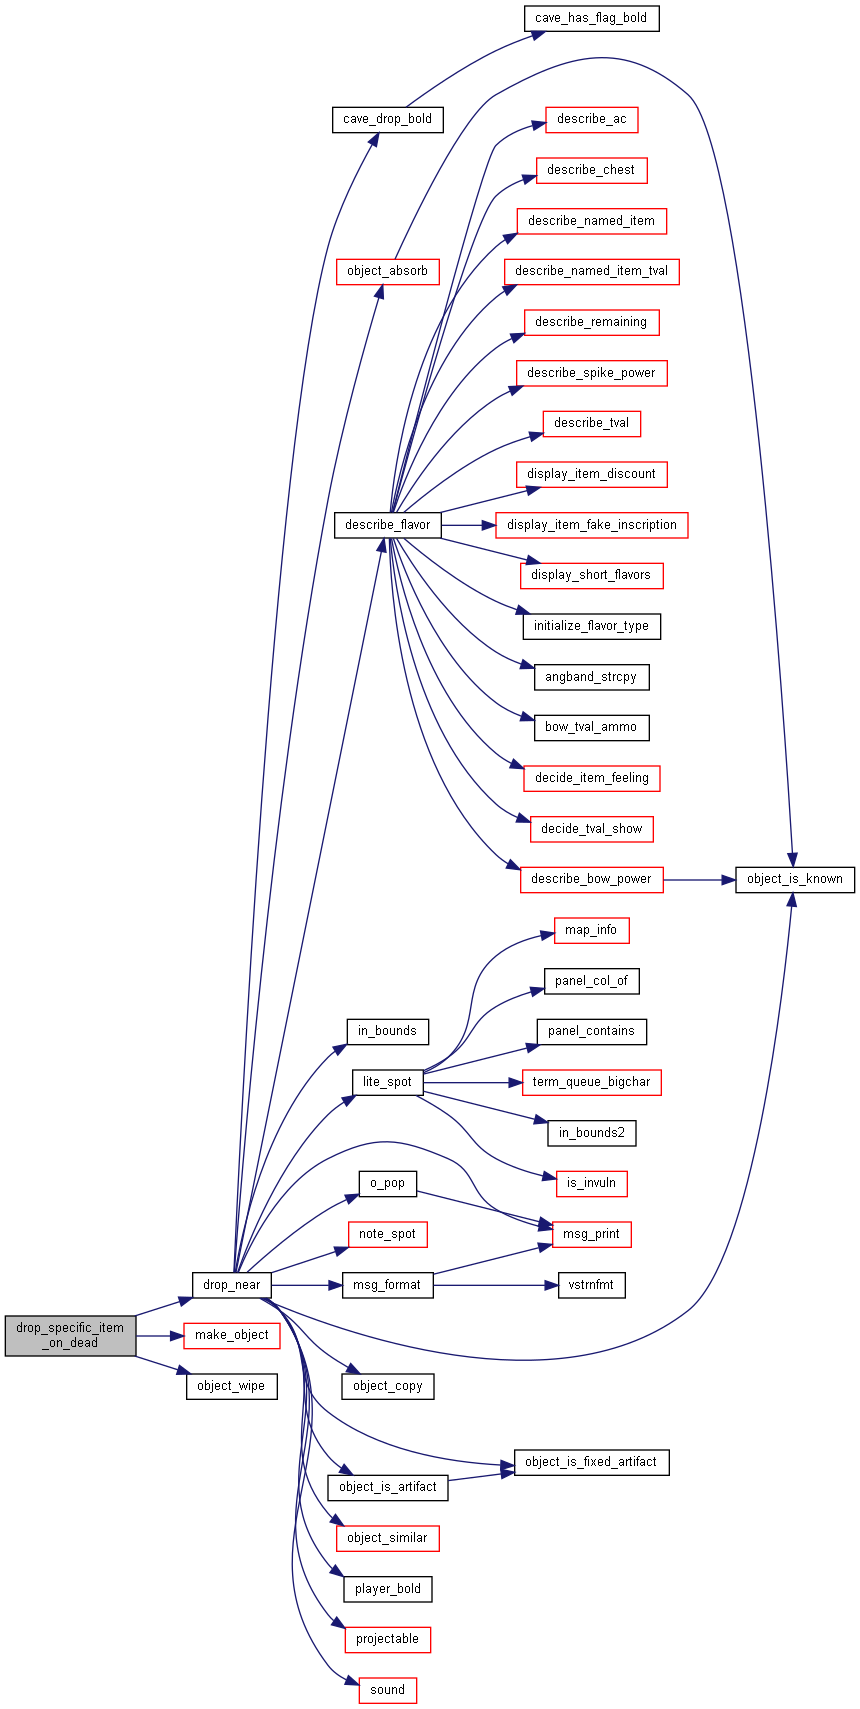 cave_has_flag_bold
cave_drop_bold
describe_ac
describe_chest
describe_named_item
object_absorb
describe_named_item_tval
describe_remaining
describe_spike_power
describe_tval
display_item_discount
describe_flavor
display_item_fake_inscription
display_short_flavors
initialize_flavor_type
angband_strcpy
bow_tval_ammo
decide_item_feeling
decide_tval_show
describe_bow_power
object_is_known
map_info
panel_col_of
in_bounds
panel_contains
lite_spot
term_queue_bigchar
in_bounds2
o_pop
is_invuln
note_spot
msg_print
drop_near
msg_format
vstrnfmt
drop_specific_item
_on_dead
make_object
object_wipe
object_copy
object_is_fixed_artifact
object_is_artifact
object_similar
player_bold
projectable
sound